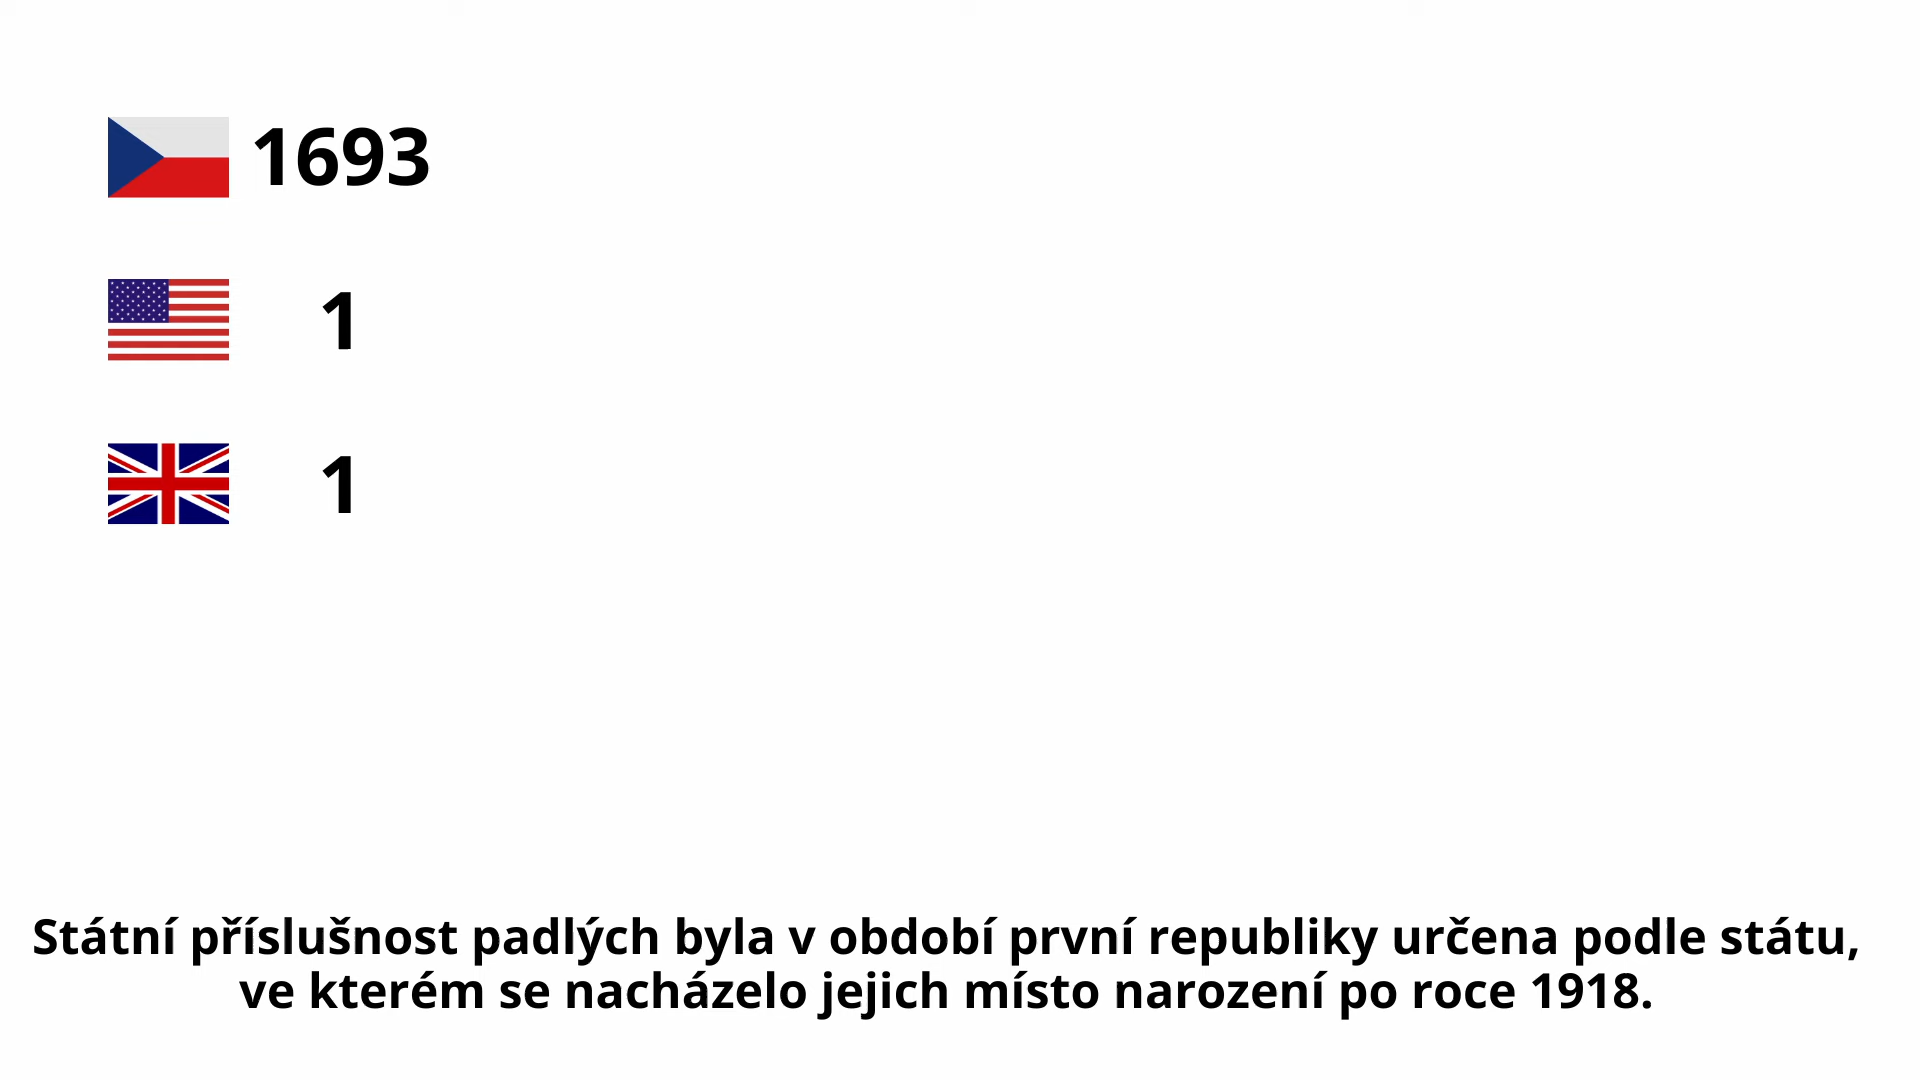 1693
1
1
Státní příslušnost padlých byla v období první republiky určena podle státu,
ve kterém se nacházelo jejich místo narození po roce 1918.